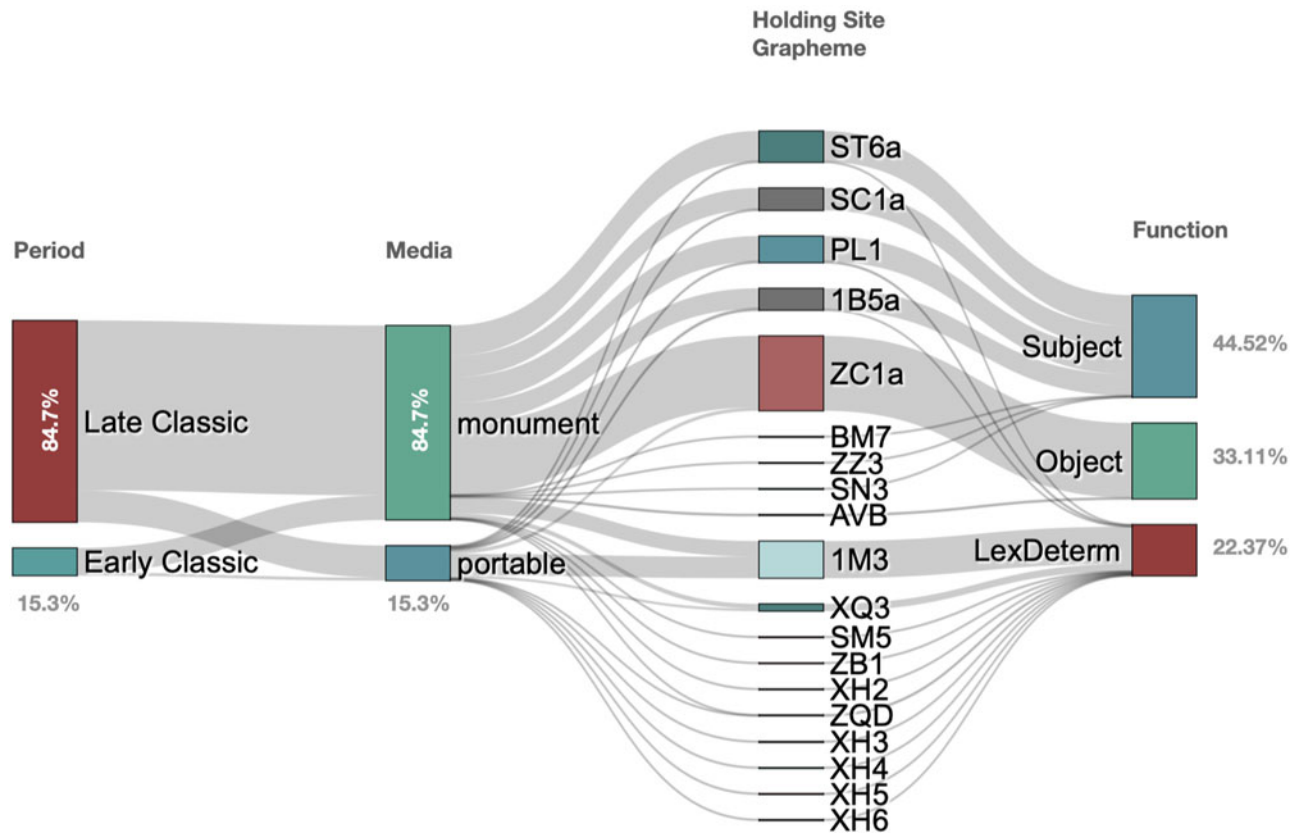 Holding Site
Grapheme
Period
Media
Function
84.7%
Late Classic
Early Classic
15.3%
84.7%
monument
portable
15.3%
ST6a
SC1a
PL1
1B5a
ZC1a
BM7
ZZ3
SN3
AVB
1M3
XQ3
SM5
ZB1
XH2
ZQD
XH3
XH4
XH5
XH6
Subject
44.52%
Object
33.11%
LexDeterm
22.37%